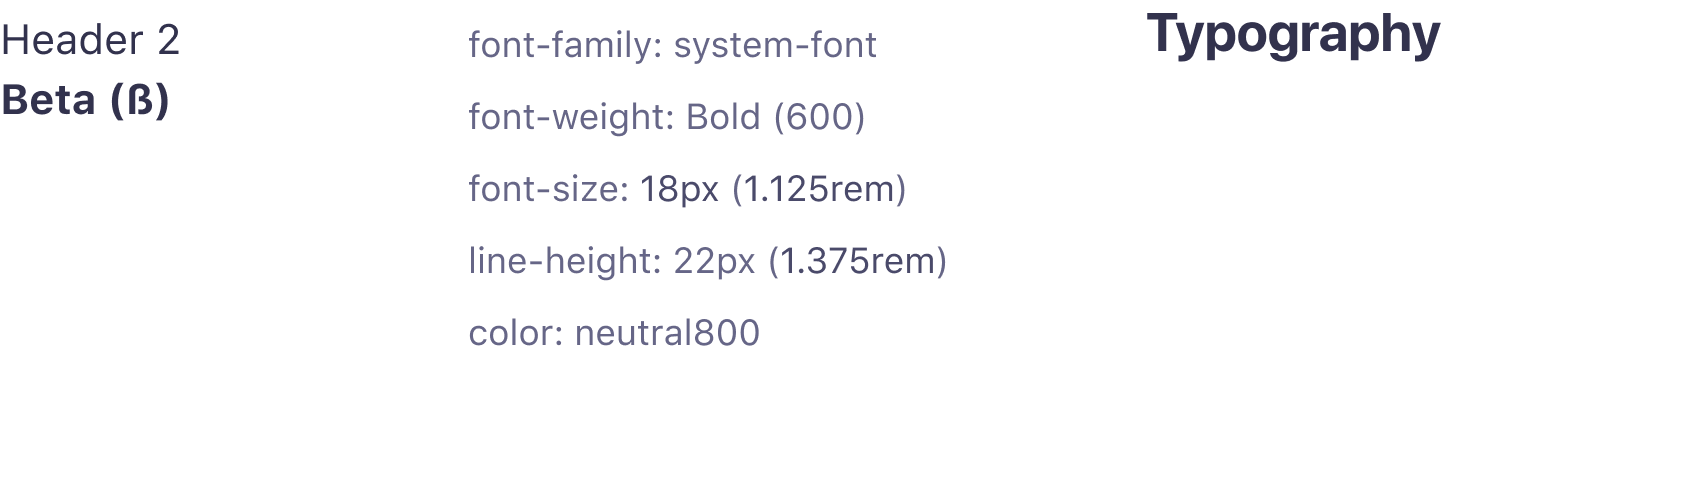 Header 2
Beta (ß)
font-family: system-font
font-weight: Bold (600)
font-size: 18px (1.125rem)
line-height: 22px (1.375rem)
color: neutral800
Typography